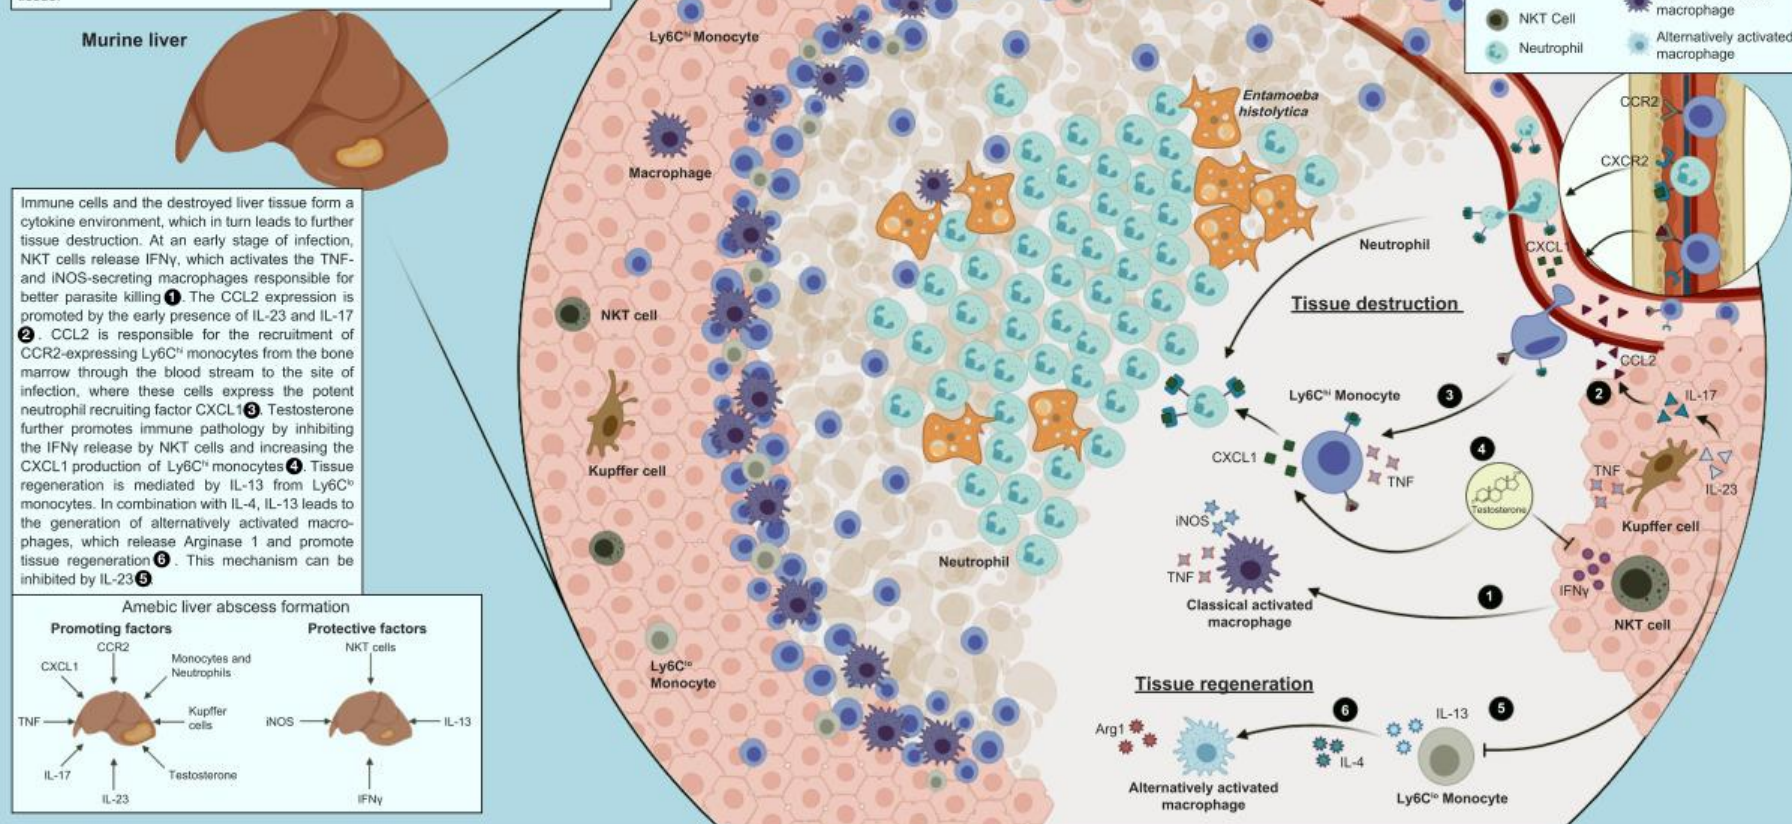 Murine liver
Immune cells and the destroyed liver tissue form a
cytokine environment, which in turn leads to further
tissue destruction. At an early stage of infection,
NKT cells release IFNγ, which activates the TNF-
and iNOS-secreting macrophages responsible for
better parasite killing 1. The CCL2 expression is
promoted by the early presence of IL-23 and IL-17
2. CCL2 is responsible for the recruitment of
CCR2-expressing Ly6Chi monocytes from the bone
marrow through the blood stream to the site of
infection, where these cells express the potent
neutrophil recruiting factor CXCL1 3. Testosterone
further promotes immune pathology by inhibiting
the IFNγ release by NKT cells and increasing the
CXCL1 production of Ly6Chi monocytes 4. Tissue
regeneration is mediated by IL-13 from Ly6Clo
monocytes. In combination with IL-4, IL-13 leads to
the generation of alternatively activated macro-
phages, which release Arginase 1 and promote
tissue regeneration 6. This mechanism can be
inhibited by IL-23 5.
Amebic liver abscess formation
Promoting factors
CCR2
CXCL1
Monocytes and
Neutrophils
TNF
Kupffer
cells
IL-17
Testosterone
IL-23
Protective factors
NKT cells
iNOS
IL-13
IFNγ
Ly6Chi Monocyte
Macrophage
NKT cell
Kupffer cell
Ly6Clo
Monocyte
Entamoeba
histolytica
Neutrophil
Neutrophil
NKT Cell
macrophage
Neutrophil
Alternatively activated
macrophage
CCR2
CXCR2
CXCL1
Tissue destruction
CCL2
2
IL-17
Ly6Chi Monocyte
3
4
CXCL1
TNF
Testosterone
TNF
IL-23
Kupffer cell
iNOS
TNF
Classical activated
macrophage
1
IFNγ
NKT cell
Tissue regeneration
6
IL-13
5
Arg1
IL-4
Alternatively activated
macrophage
Ly6Clo Monocyte